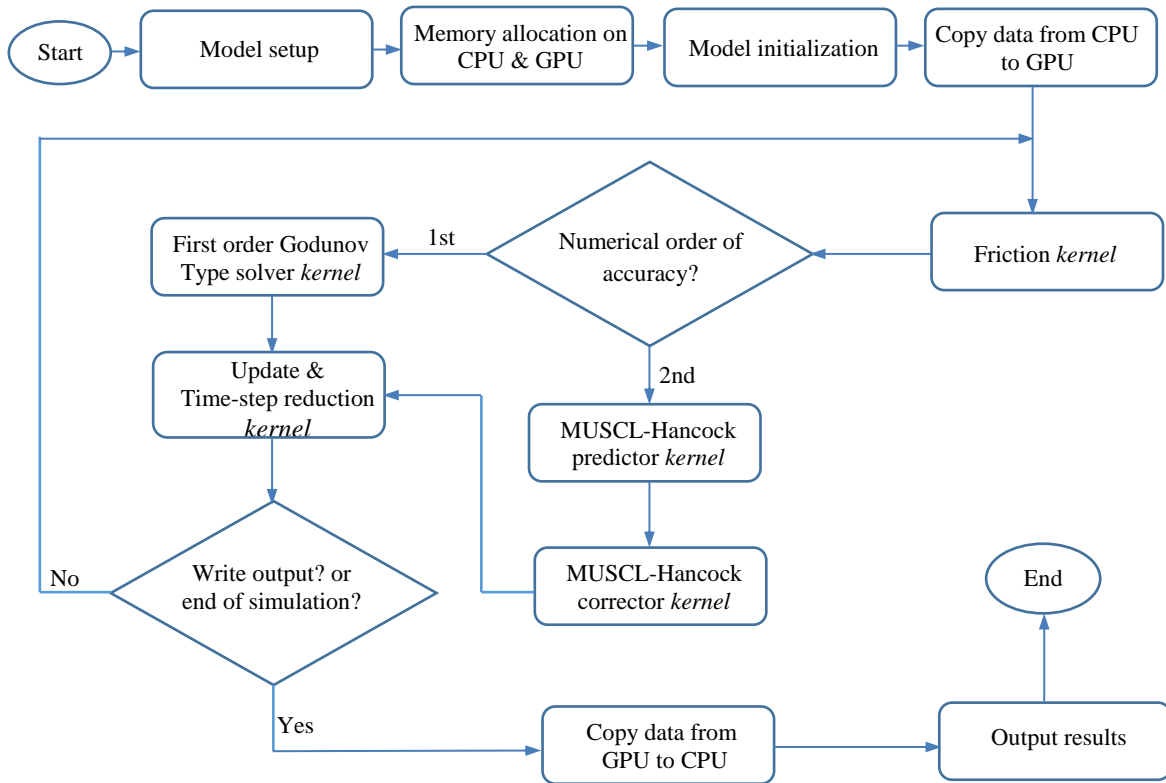 Start
Model setup
Memory allocation on
CPU & GPU
Model initialization
Copy data from CPU
to GPU
Friction kernel
Numerical order of
accuracy?
1st
First order Godunov
Type solver kernel
2nd
Update &
Time-step reduction
kernel
MUSCL-Hancock
predictor kernel
MUSCL-Hancock
corrector kernel
Write output? or
end of simulation?
No
Yes
Copy data from
GPU to CPU
Output results
End